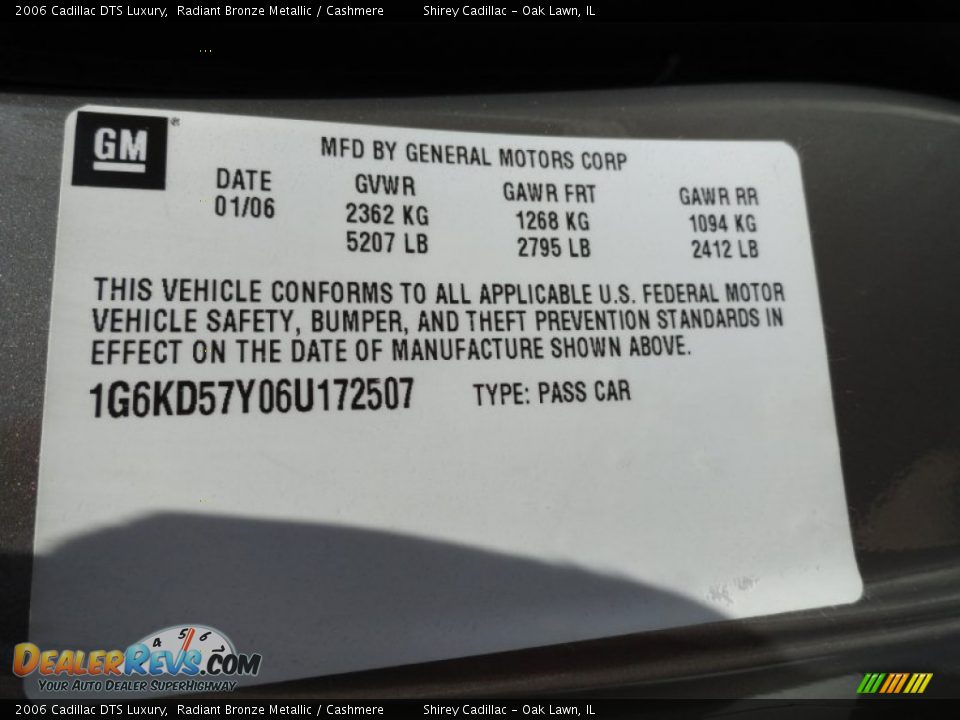 2006 Cadillac DTS Luxury,  Radiant Bronze Metallic / Cashmere    Shirey Cadillac - Oak Lawn, IL
GM®
MFD BY GENERAL MOTORS CORP
DATE GVWR GAWR FRT GAWR RR
01/06 2362 KG 1268 KG 1094 KG
5207 LB 2795 LB 2412 LB
THIS VEHICLE CONFORMS TO ALL APPLICABLE U.S. FEDERAL MOTOR
VEHICLE SAFETY, BUMPER, AND THEFT PREVENTION STANDARDS IN
EFFECT ON THE DATE OF MANUFACTURE SHOWN ABOVE.
1G6KD57Y06U172507 TYPE: PASS CAR
4 5 6 7
DEALERREVS.COM
YOUR AUTO DEALER SUPERHIGHWAY
2006 Cadillac DTS Luxury,  Radiant Bronze Metallic / Cashmere    Shirey Cadillac - Oak Lawn, IL